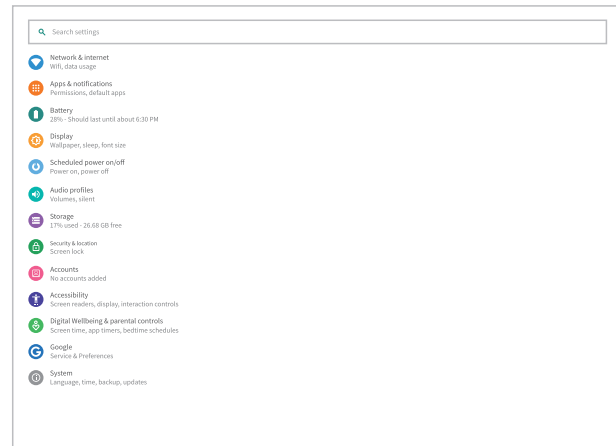 Search settings
Network & internet
Wifi, data usage
Apps & notifications
Permissions, default apps
Battery
28% - Should last until about 6:30 PM
Display
Wallpaper, sleep, font size
Scheduled power on/off
Power on, power off
Audio profiles
Volumes, silent
Storage
17% used - 26.68 GB free
Security & location
Screen lock
Accounts
No accounts added
Accessibility
Screen readers, display, interaction controls
Digital Wellbeing & parental controls
Screen time, app timers, bedtime schedules
Google
Service & Preferences
System
Language, time, backup, updates